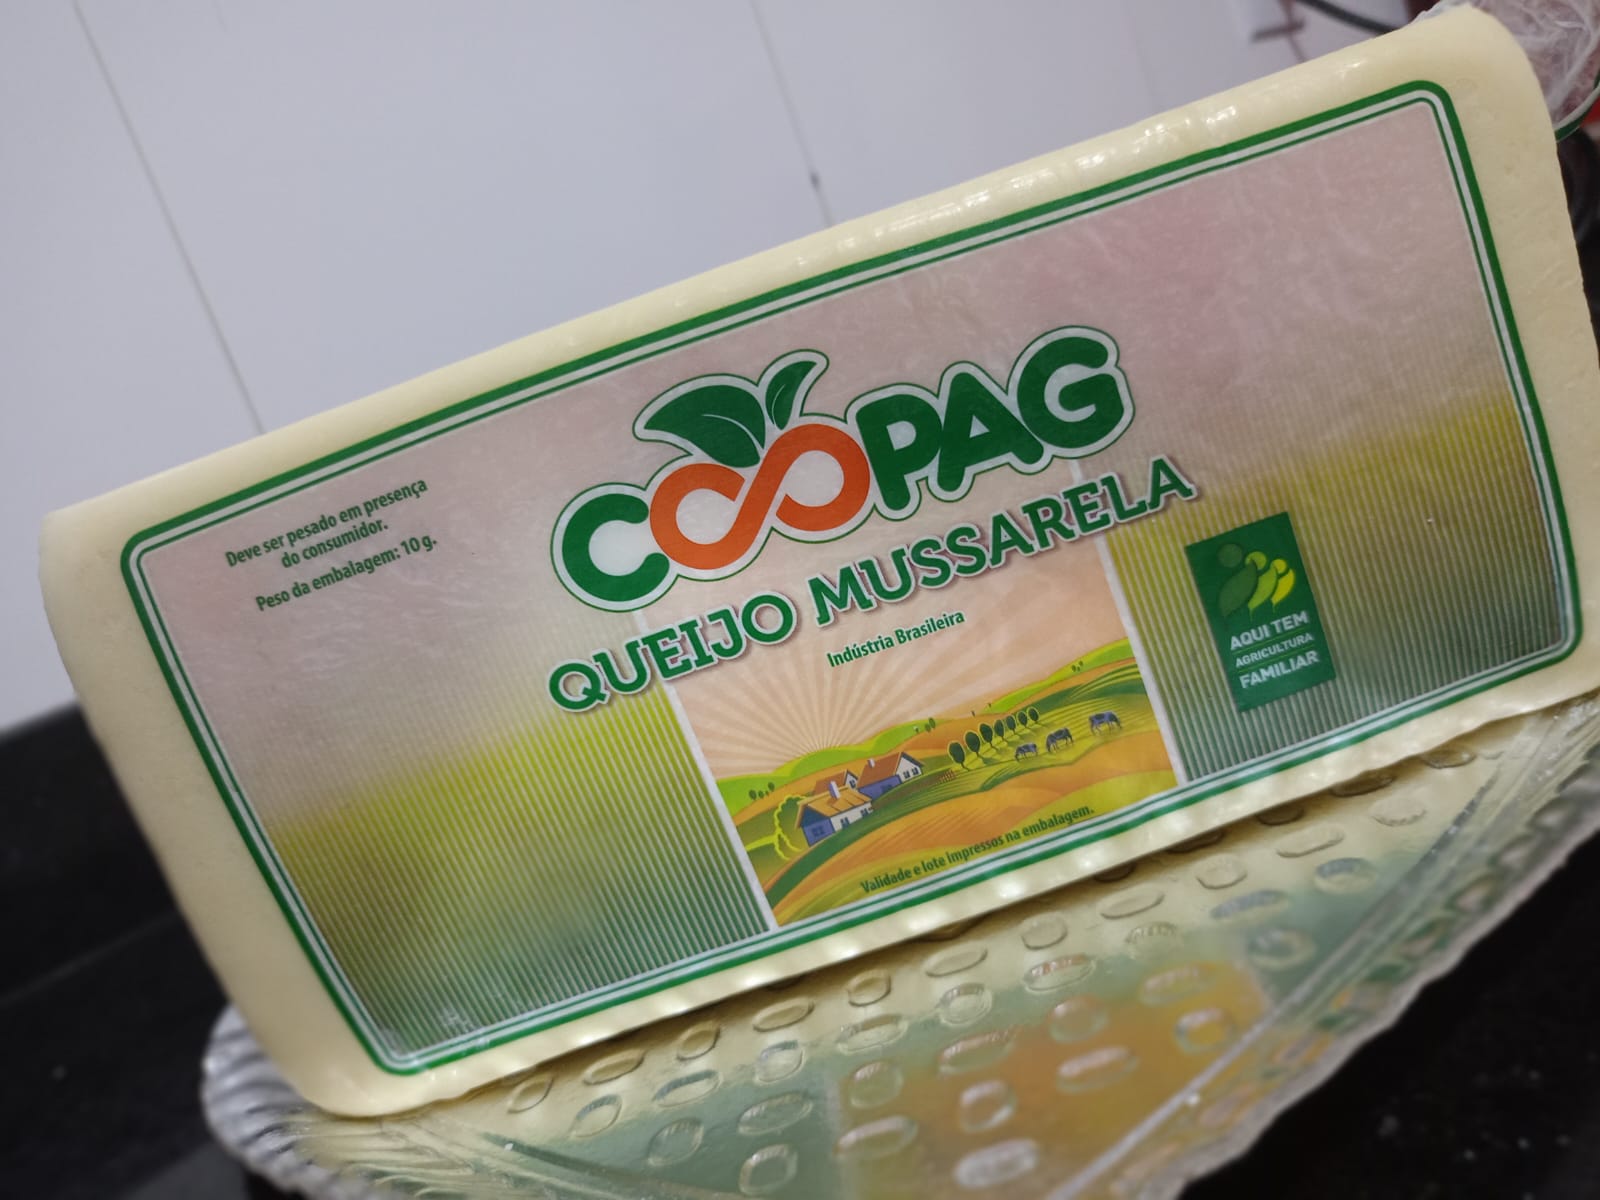 COOPAG
QUEIJO MUSSARELA
Indústria Brasileira
Deve ser pesado em presença
do consumidor.
Peso da embalagem: 10 g.
AQUI TEM
AGRICULTURA
FAMILIAR
Validade e lote impressos na embalagem.